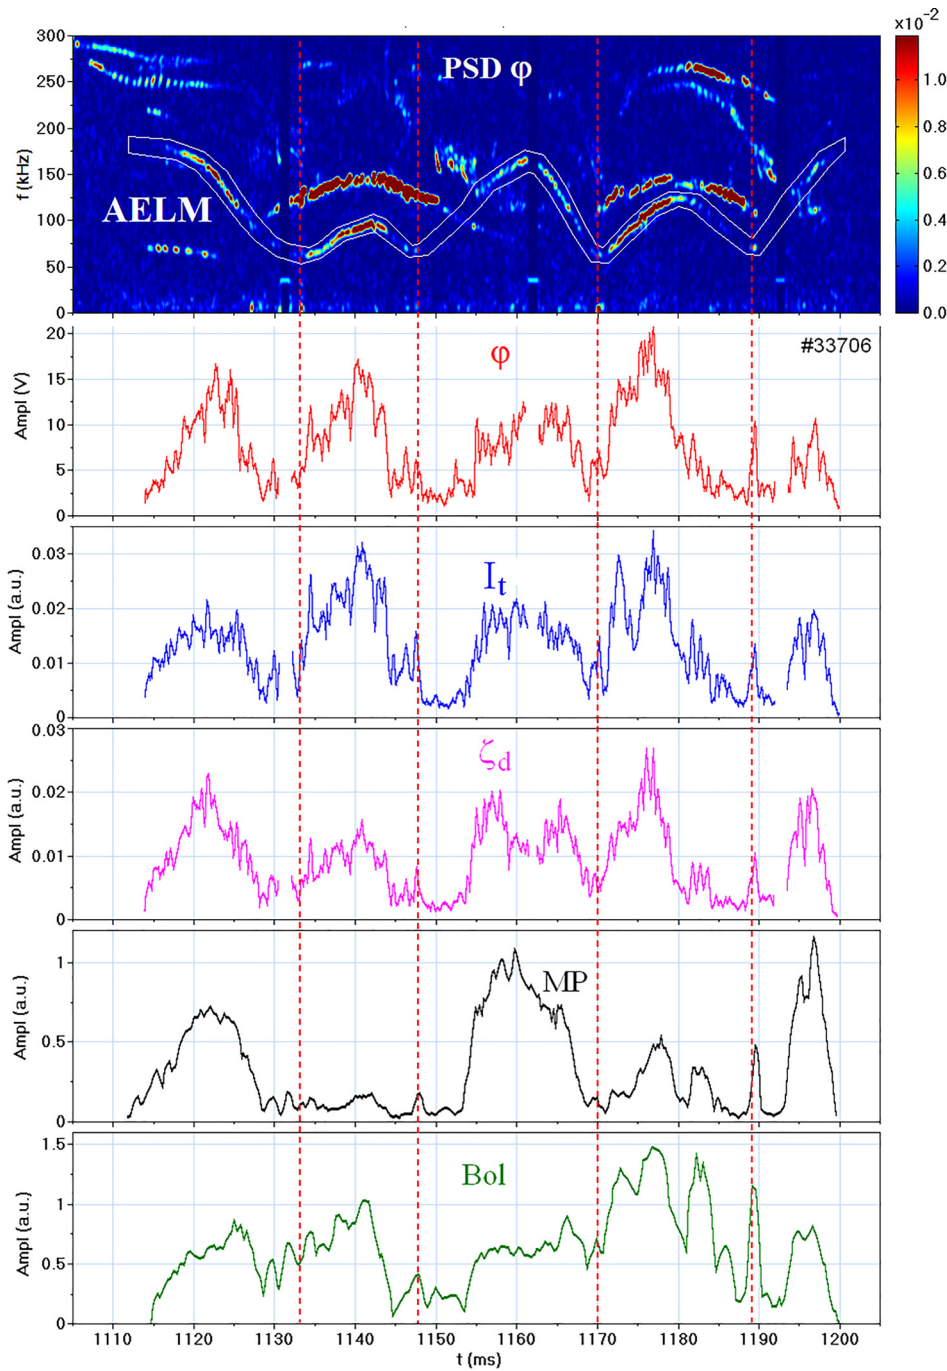 x10⁻²
300
250
200
150
100
50
0
f (kHz)
PSD φ
AELM
1.0
0.8
0.6
0.4
0.2
0.0
20
15
10
5
0
Ampl (V)
φ
#33706
0.03
0.02
0.01
0
Ampl (a.u.)
Iₜ
0.03
0.02
0.01
0
Ampl (a.u.)
ζd
1
0.5
0
Ampl (a.u.)
MP
1.5
1
0.5
0
Ampl (a.u.)
Bol
1110 1120 1130 1140 1150 1160 1170 1180 1190 1200
t (ms)